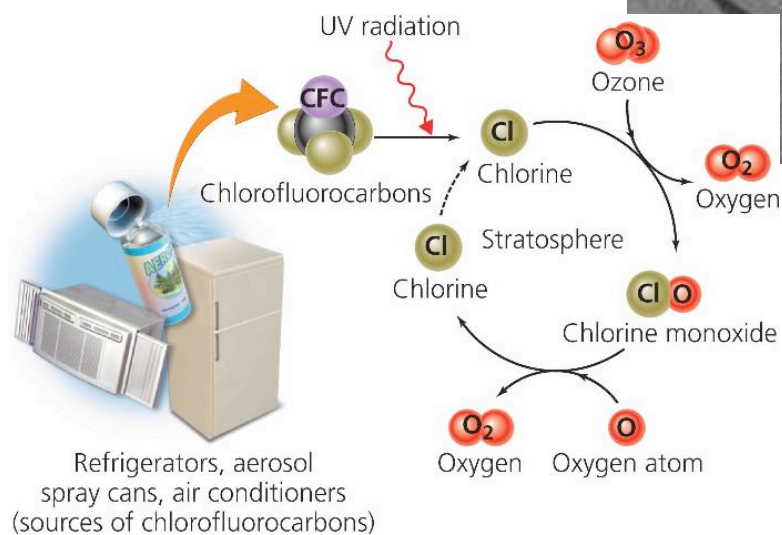 UV radiation
O3
Ozone
CFC
Cl
O2
Chlorofluorocarbons
Chlorine
Oxygen
Cl
Stratosphere
Chlorine
Cl O
Chlorine monoxide
O2
O
Oxygen
Oxygen atom
Refrigerators, aerosol
spray cans, air conditioners
(sources of chlorofluorocarbons)